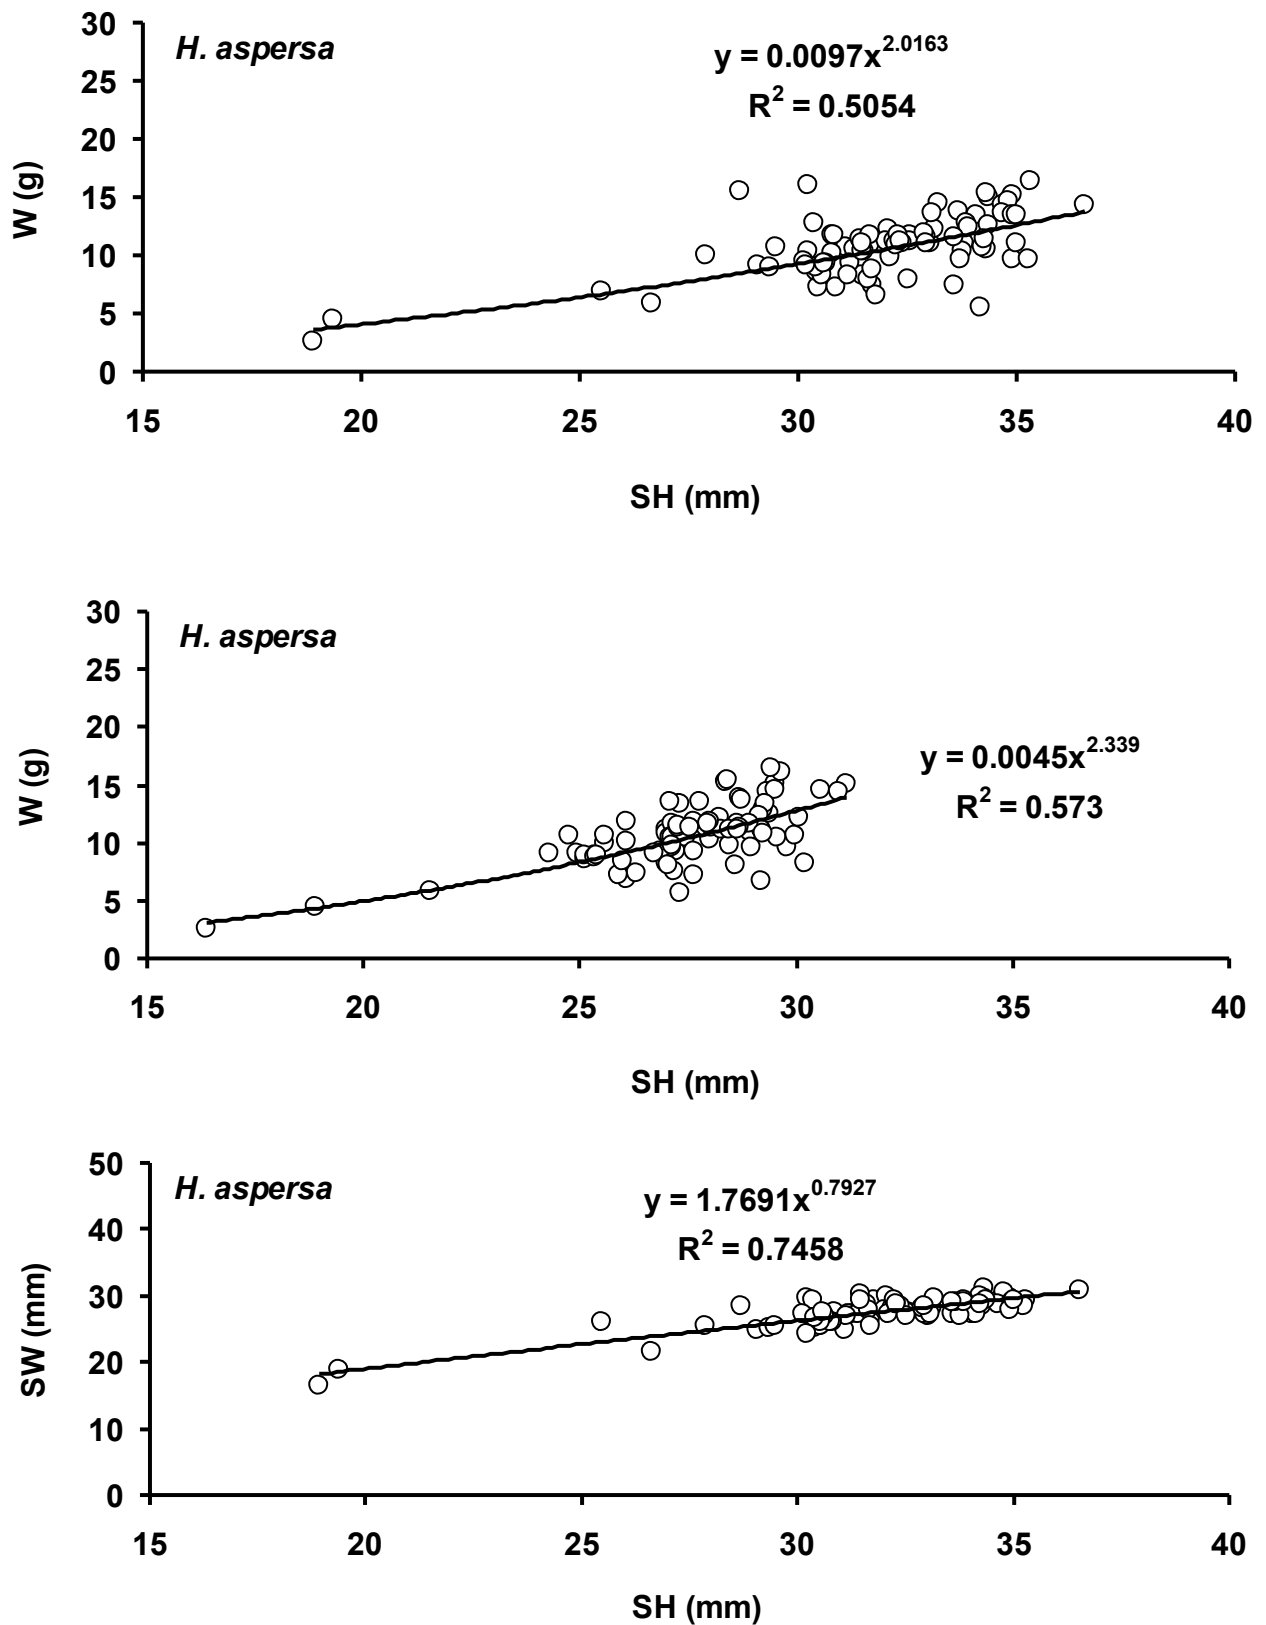 30
H. aspersa
y = 0.0097x^2.0163
25
R^2 = 0.5054
20
W (g)
15
10
5
0
15 20 25 30 35 40
SH (mm)
30
H. aspersa
25
20
y = 0.0045x^2.339
W (g)
15
R^2 = 0.573
10
5
0
15 20 25 30 35 40
SH (mm)
50
H. aspersa
y = 1.7691x^0.7927
40
R^2 = 0.7458
30
SW (mm)
20
10
0
15 20 25 30 35 40
SH (mm)